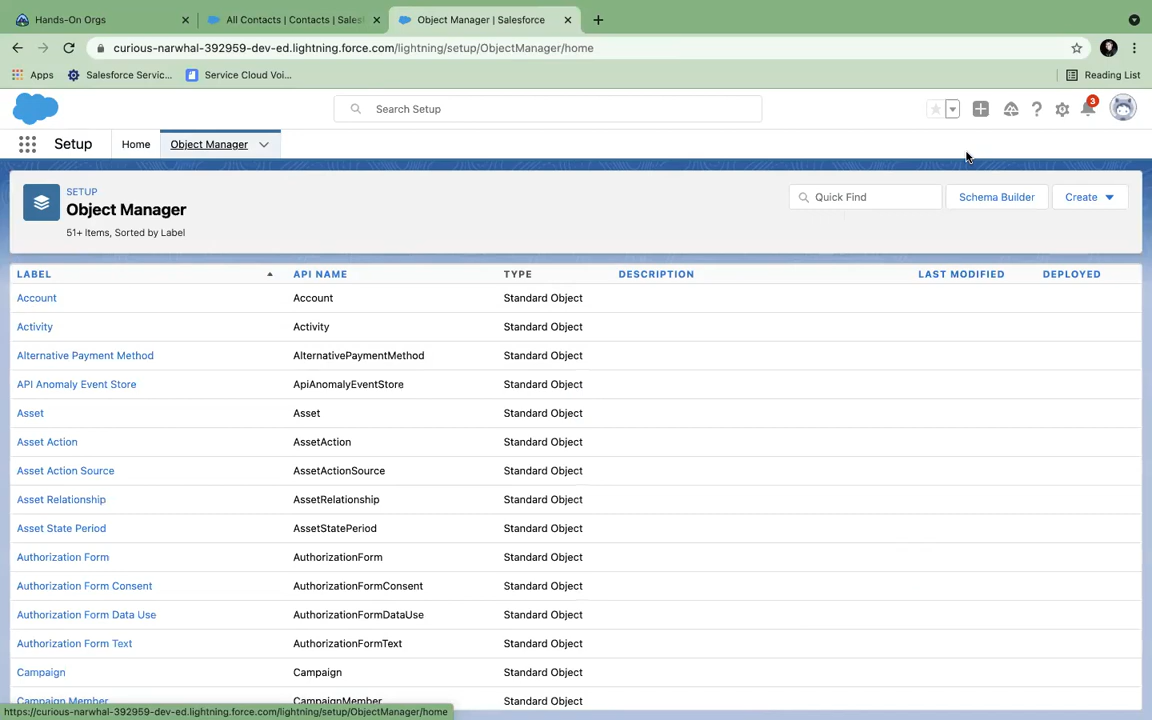 Hands-On Orgs
All Contacts | Contacts | Sales
Object Manager | Salesforce
curious-narwhal-392959-dev-ed.lightning.force.com/lightning/setup/ObjectManager/home
Apps
Salesforce Servic...
Service Cloud Voi...
Reading List
Search Setup
3
Setup
Home
Object Manager
SETUP
Object Manager
51+ Items, Sorted by Label
Quick Find
Schema Builder
Create
LABEL API NAME TYPE DESCRIPTION LAST MODIFIED DEPLOYED
Account Account Standard Object
Activity Activity Standard Object
Alternative Payment Method AlternativePaymentMethod Standard Object
API Anomaly Event Store ApiAnomalyEventStore Standard Object
Asset Asset Standard Object
Asset Action AssetAction Standard Object
Asset Action Source AssetActionSource Standard Object
Asset Relationship AssetRelationship Standard Object
Asset State Period AssetStatePeriod Standard Object
Authorization Form AuthorizationForm Standard Object
Authorization Form Consent AuthorizationFormConsent Standard Object
Authorization Form Data Use AuthorizationFormDataUse Standard Object
Authorization Form Text AuthorizationFormText Standard Object
Campaign Campaign Standard Object
Campaign Member CampaignMember Standard Object
https://curious-narwhal-392959-dev-ed.lightning.force.com/lightning/setup/ObjectManager/home